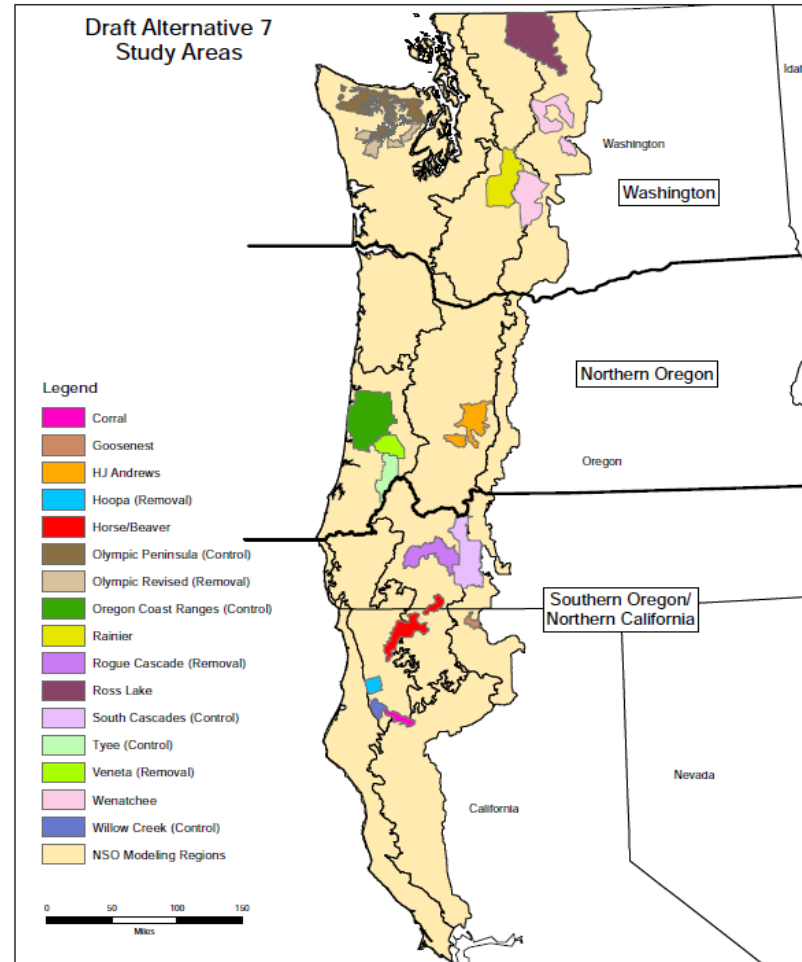 Draft Alternative 7
Study Areas
Idah
Washington
Washington
Northern Oregon
Oregon
Southern Oregon/
Northern California
Nevada
California
Legend
Corral
Goosenest
HJ Andrews
Hoopa (Removal)
Horse/Beaver
Olympic Peninsula (Control)
Olympic Revised (Removal)
Oregon Coast Ranges (Control)
Rainier
Rogue Cascade (Removal)
Ross Lake
South Cascades (Control)
Tyee (Control)
Veneta (Removal)
Wenatchee
Willow Creek (Control)
NSO Modeling Regions
0 50 100 150
Miles